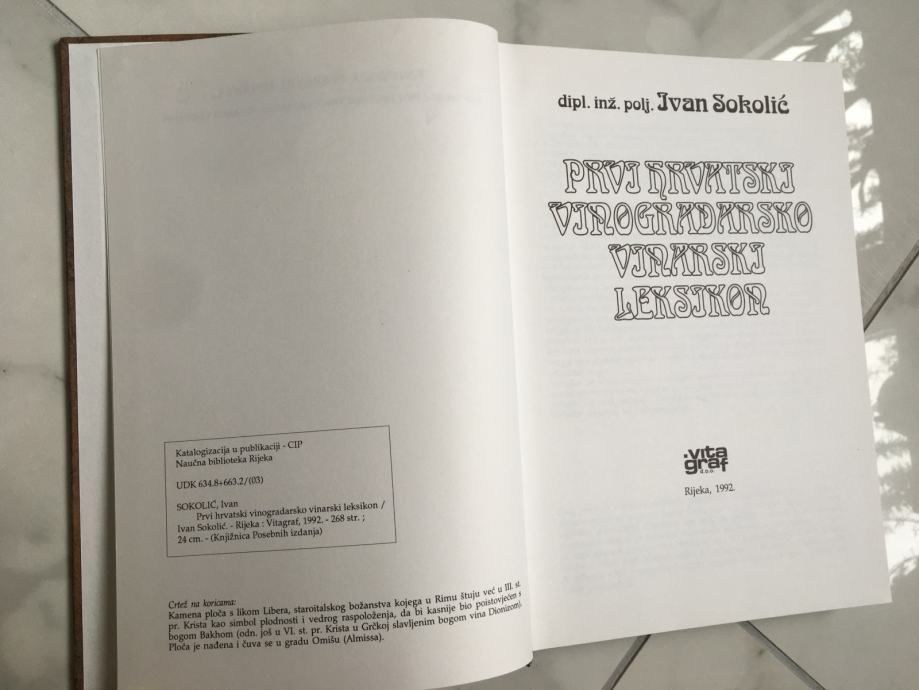 Katalogizacija u publikaciji - CIP
Naučna biblioteka Rijeka
UDK 634.8+663.2/(03)
SOKOLIĆ, Ivan
Prvi hrvatski vinogradarsko vinarski leksikon /
Ivan Sokolić. - Rijeka : Vitagraf, 1992. - 268 str. ;
24 cm. - (Knjižnica Posebnih izdanja)
Crtež na koricama:
Kamena ploča s likom Libera, staroitalskog božanstva kojega u Rimu štuju već u III. st.
pr. Krista kao simbol plodnosti i vedrog raspoloženja, da bi kasnije bio poistovjećen s
bogom Bakhom (odn. još u VI. st. pr. Krista u Grčkoj slavljenim bogom vina Dionizom).
Ploča je nađena i čuva se u gradu Omišu (Almissa).
dipl. inž. polj. Ivan Sokolić
PRVI HRVATSKI
VINOGRADARSKO
VINARSKI
LEKSIKON
vita
graf
d.o.o.
Rijeka, 1992.